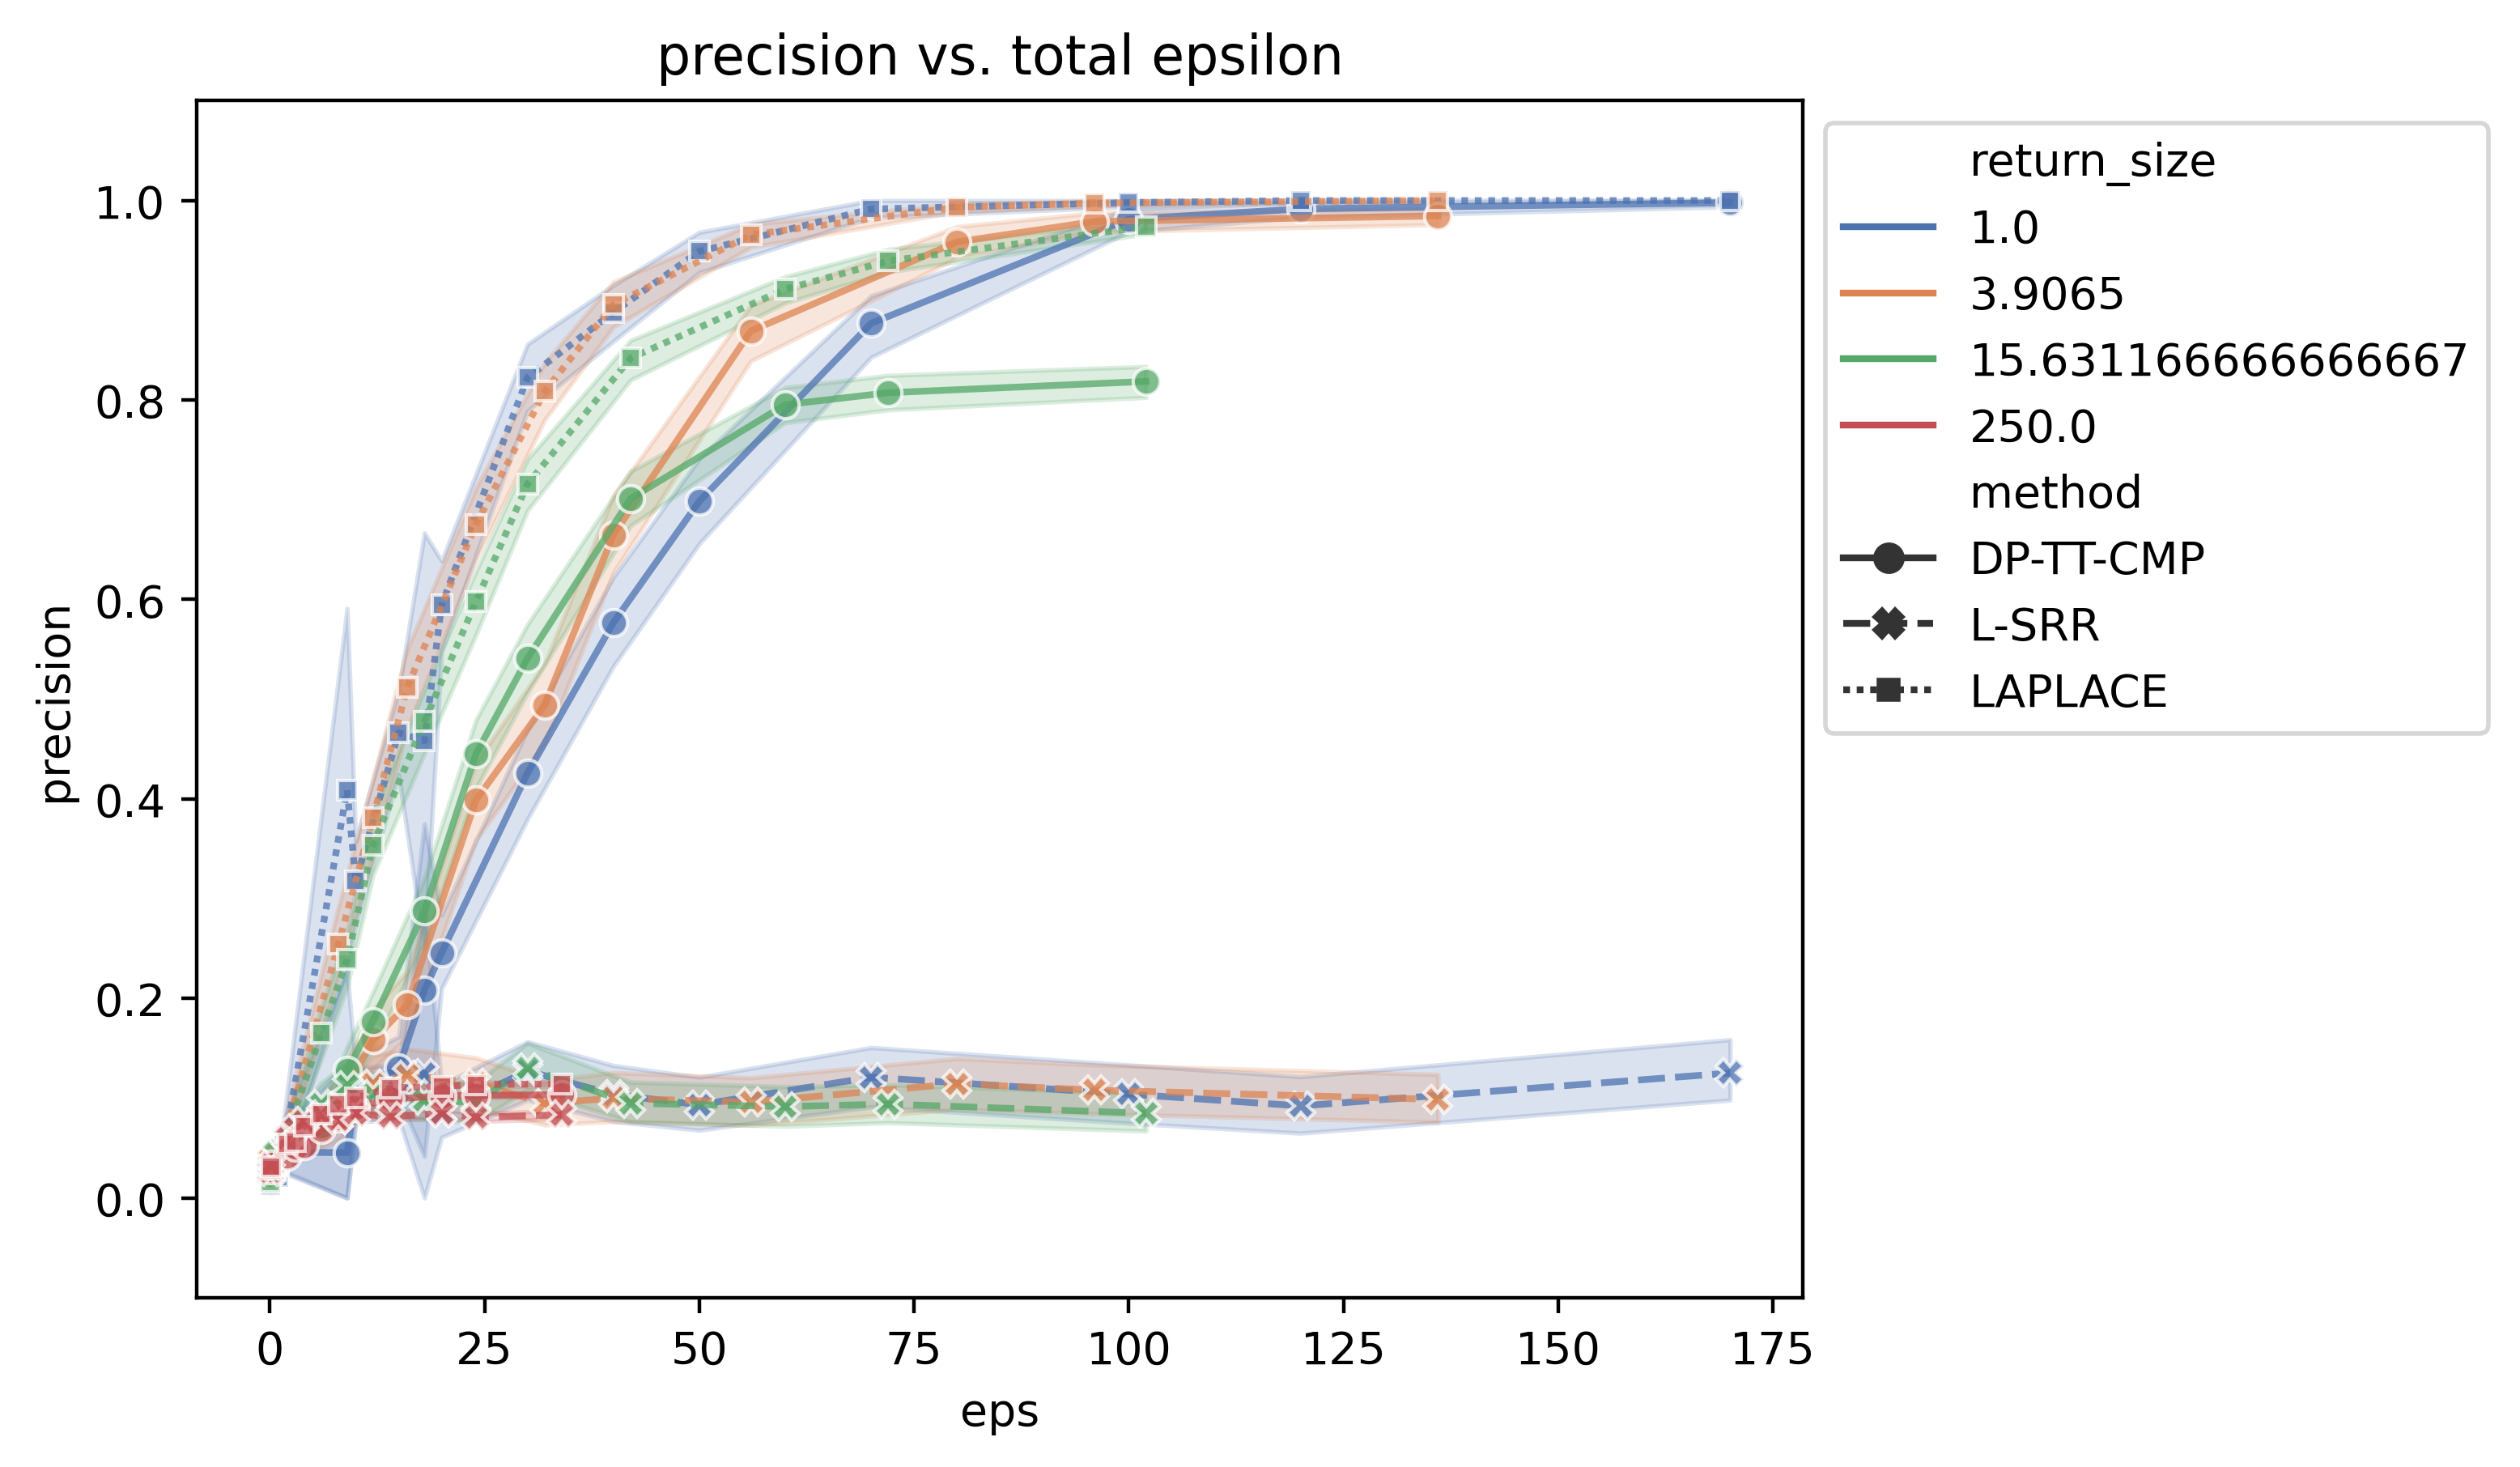 precision vs. total epsilon
precision
1.0
0.8
0.6
0.4
0.2
0.0
0
25
50
75
100
125
150
175
eps
return_size
1.0
3.9065
15.631166666666667
250.0
method
DP-TT-CMP
L-SRR
LAPLACE